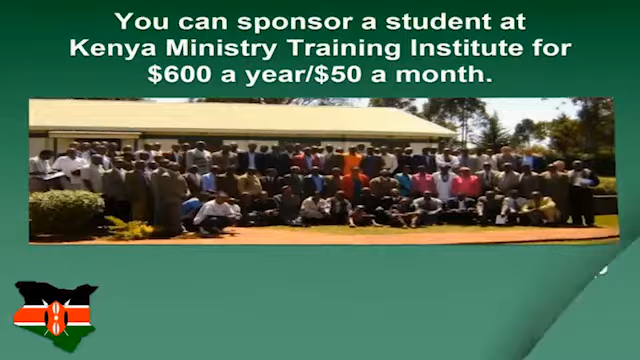 You can sponsor a student at
Kenya Ministry Training Institute for
$600 a year/$50 a month.